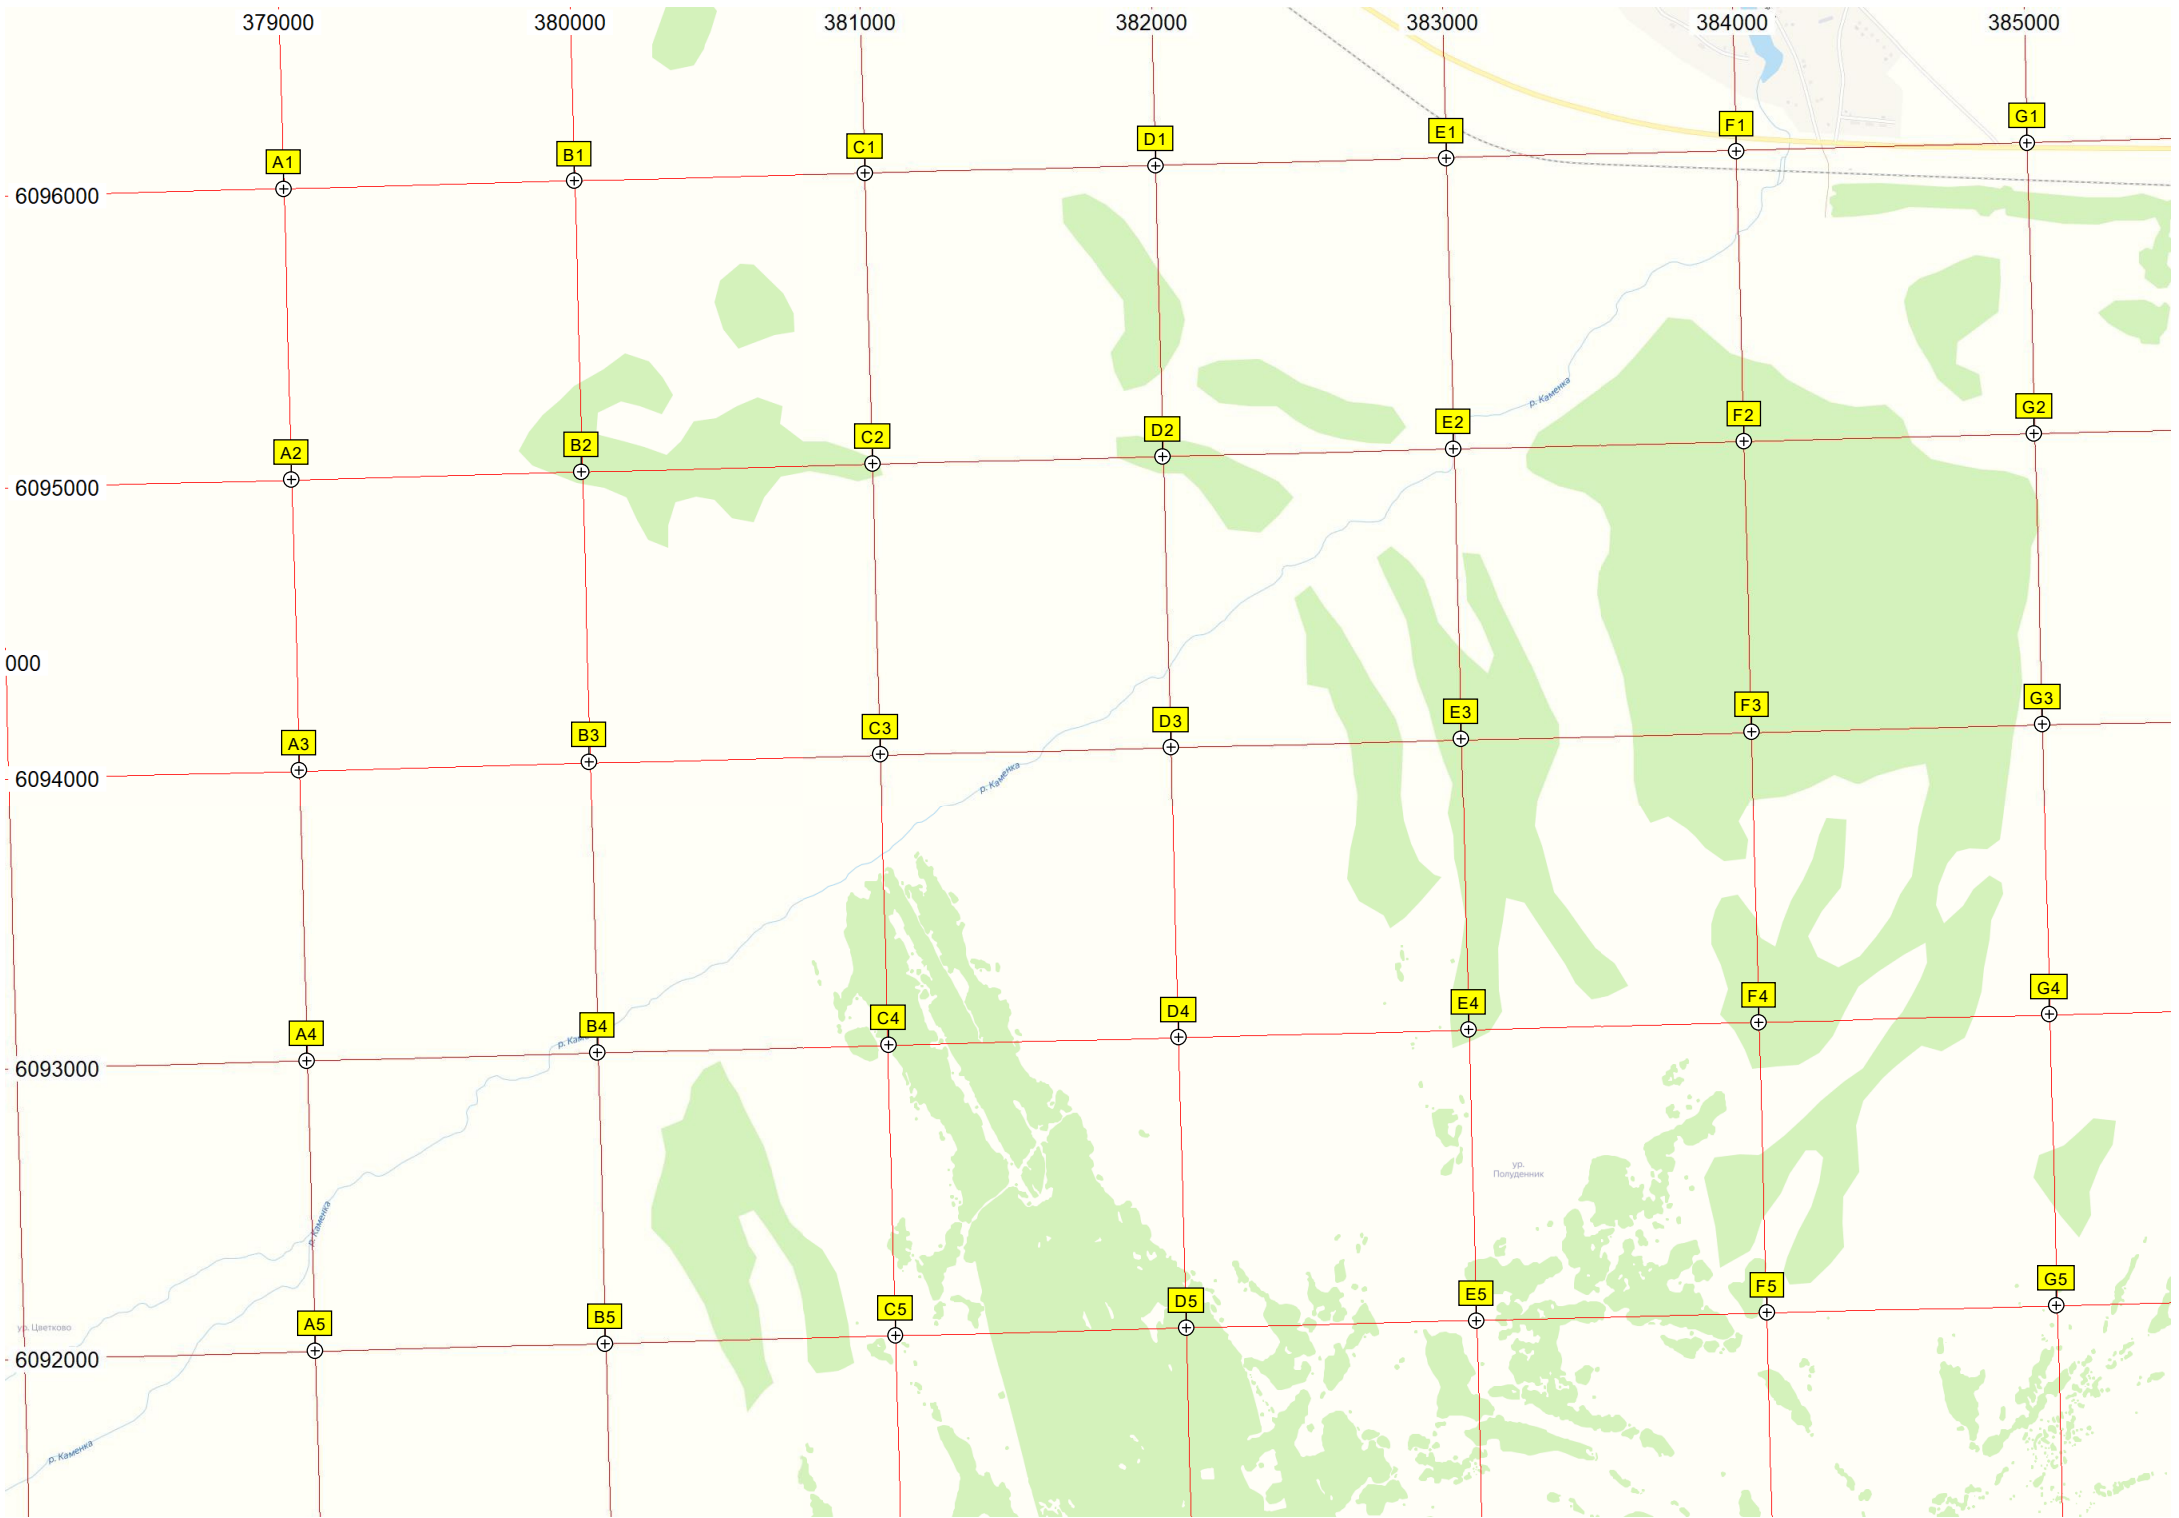 379000 380000 381000 382000 383000 384000 385000
A1 B1 C1 D1 E1 F1 G1
6096000
р. Каменка
A2 B2 C2 D2 E2 F2 G2
6095000
000
A3 B3 C3 D3 E3 F3 G3
6094000
р. Каменка
A4 B4 C4 D4 E4 F4 G4
р. Кам
6093000
ур.
Полуденник
р. Каменка
A5 B5 C5 D5 E5 F5 G5
ур. Цветково
6092000
р. Каменка